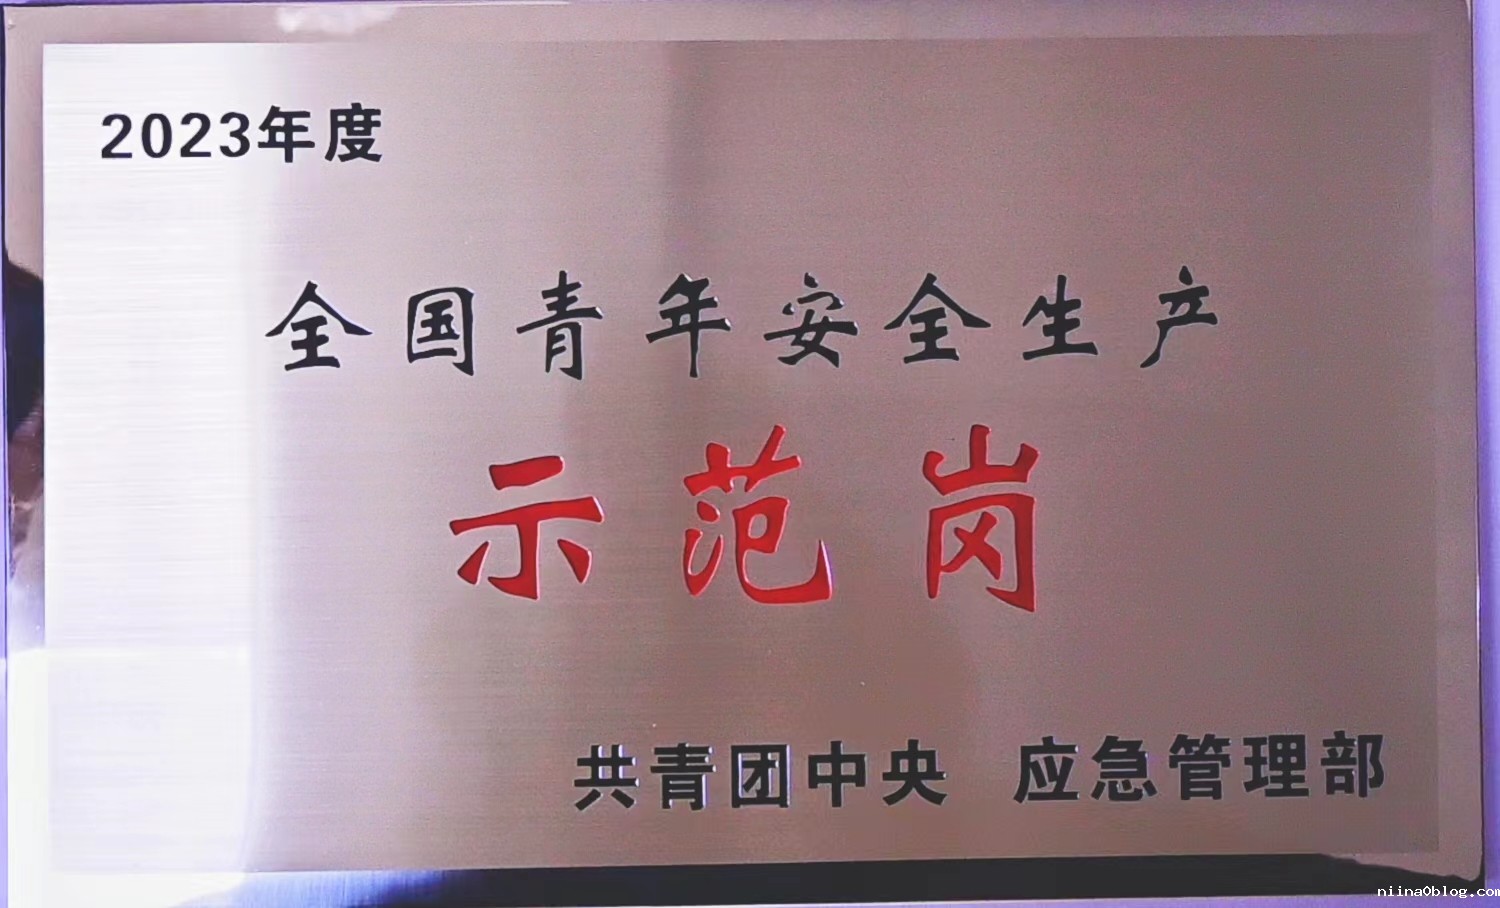 2023年度
全国青年安全生产
示范岗
共青团中央 应急管理部
niina0blog.com